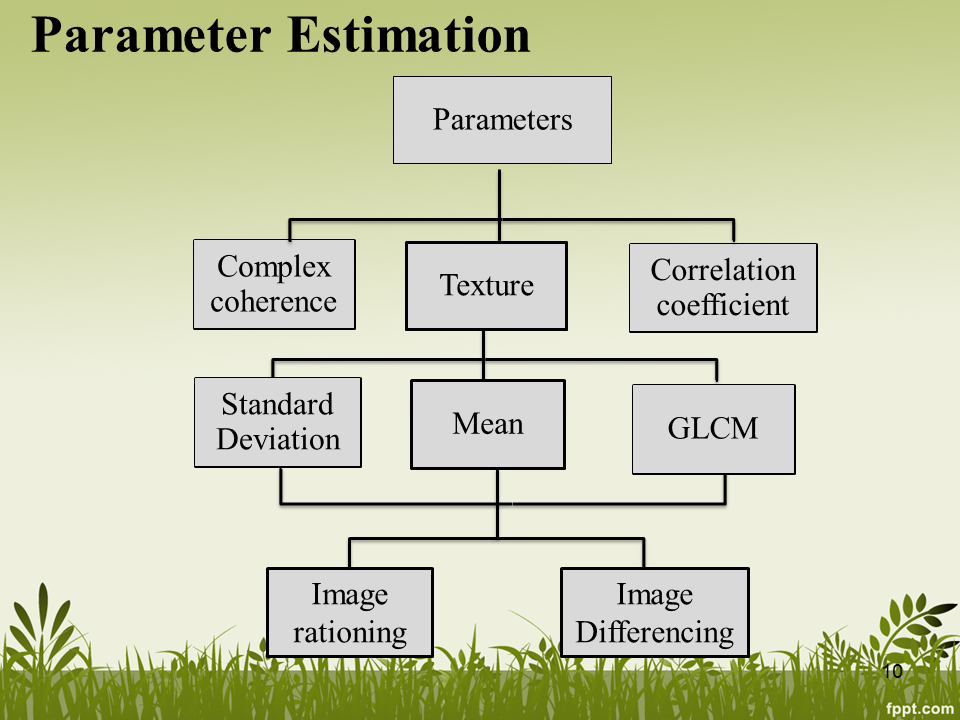 Parameter Estimation
Parameters
Complex
coherence
Texture
Correlation
coefficient
Standard
Deviation
Mean
GLCM
Image
rationing
Image
Differencing
10
fppt.com